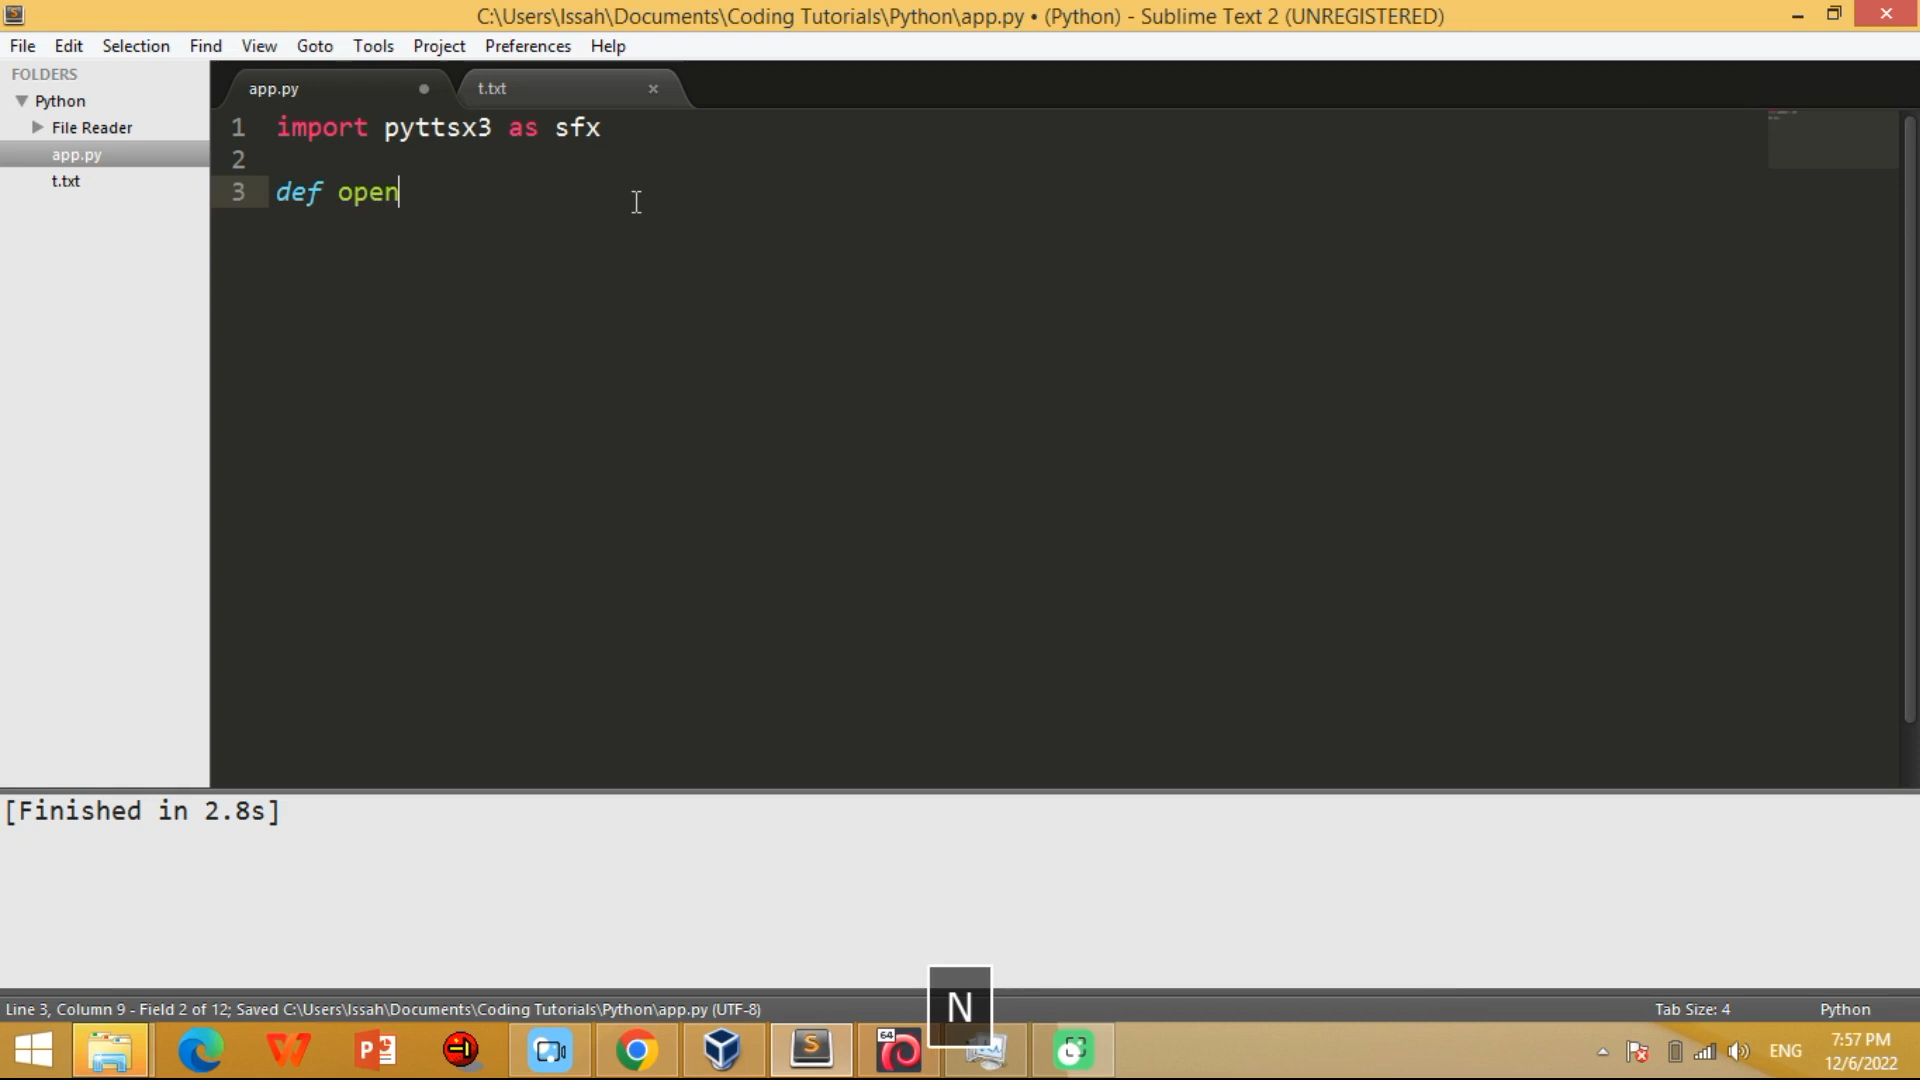 C:\Users\Issah\Documents\Coding Tutorials\Python\app.py • (Python) - Sublime Text 2 (UNREGISTERED)
File Edit Selection Find View Goto Tools Project Preferences Help
FOLDERS
Python
File Reader
app.py
t.txt
app.py
t.txt
1 import pyttsx3 as sfx
2
3 def open
[Finished in 2.8s]
N
Line 3, Column 9 - Field 2 of 12; Saved C:\Users\Issah\Documents\Coding Tutorials\Python\app.py (UTF-8)
Tab Size: 4
Python
64
ENG
7:57 PM
12/6/2022